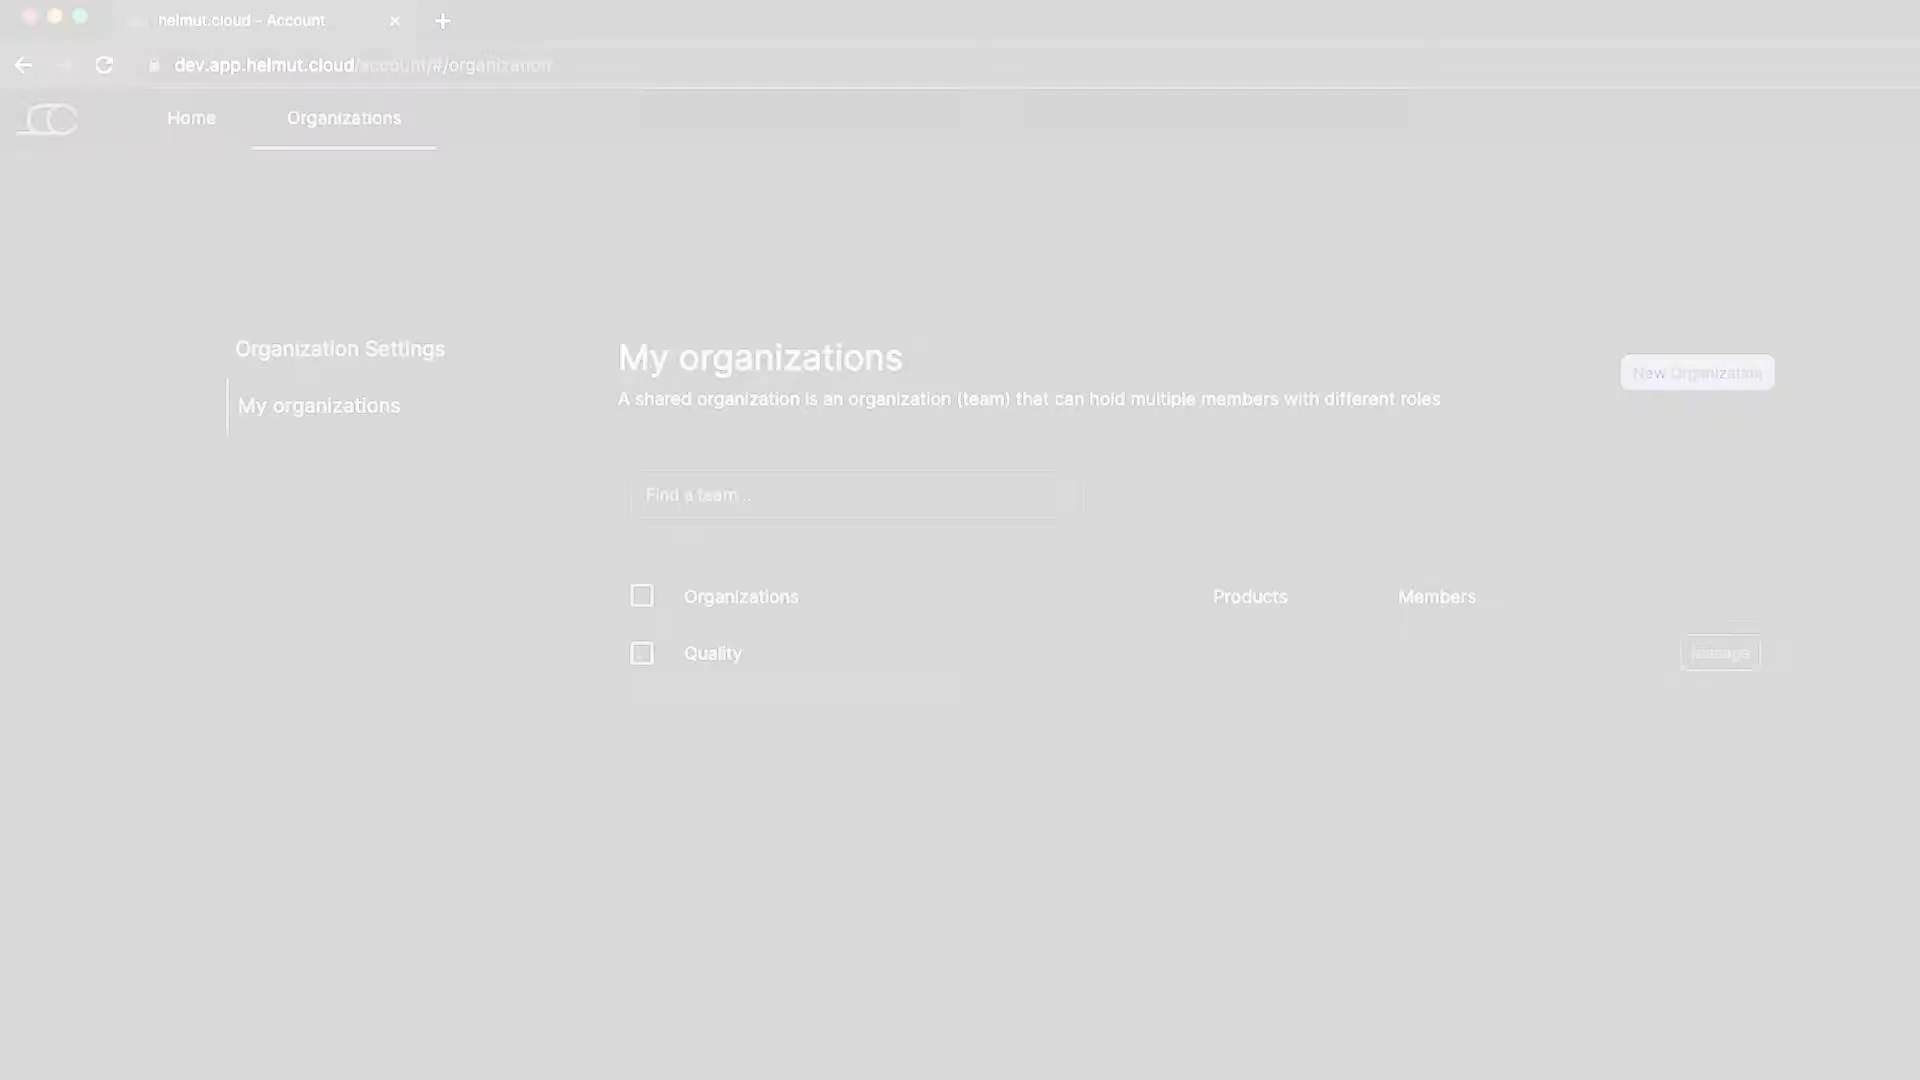 helmut.cloud - Account
dev.app.helmut.cloud/account/#/organization
Home Organizations
Organization Settings
My organizations
My organizations
A shared organization is an organization (team) that can hold multiple members with different roles
New Organization
Find a team ..
Organizations Products Members
Quality